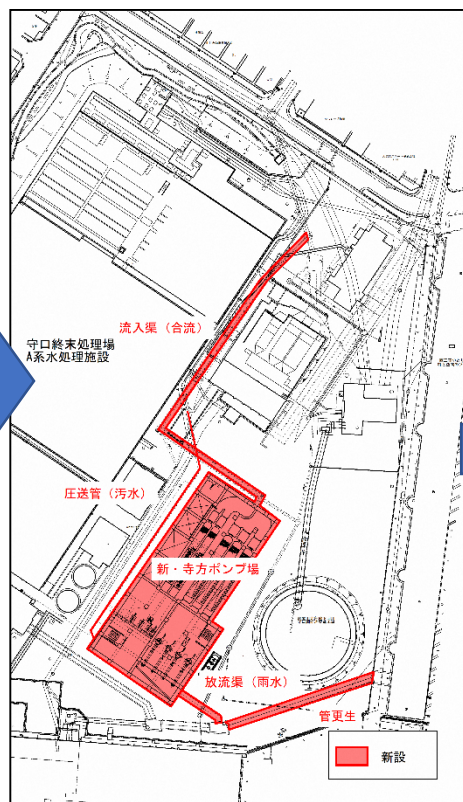 流入渠（合流）
守口終末処理場
A系水処理施設
圧送管（汚水）
新・寺方ポンプ場
放流渠（雨水）
管更生
新設